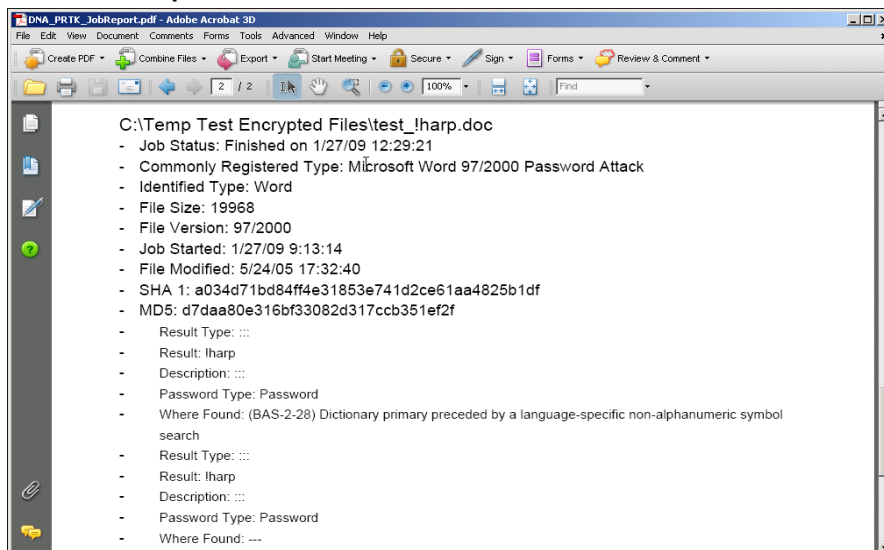 DNA_PRTK_JobReport.pdf - Adobe Acrobat 3D
File Edit View Document Comments Forms Tools Advanced Window Help
Create PDF Combine Files Export Start Meeting Secure Sign Forms Review & Comment
2 / 2 100% Find
C:\Temp Test Encrypted Files\test_!harp.doc
- Job Status: Finished on 1/27/09 12:29:21
- Commonly Registered Type: Microsoft Word 97/2000 Password Attack
- Identified Type: Word
- File Size: 19968
- File Version: 97/2000
- Job Started: 1/27/09 9:13:14
- File Modified: 5/24/05 17:32:40
- SHA 1: a034d71bd84ff4e31853e741d2ce61aa4825b1df
- MD5: d7daa80e316bf33082d317ccb351ef2f
- Result Type: :::
- Result: !harp
- Description: :::
- Password Type: Password
- Where Found: (BAS-2-28) Dictionary primary preceded by a language-specific non-alphanumeric symbol
search
- Result Type: :::
- Result: !harp
- Description: :::
- Password Type: Password
- Where Found: ---